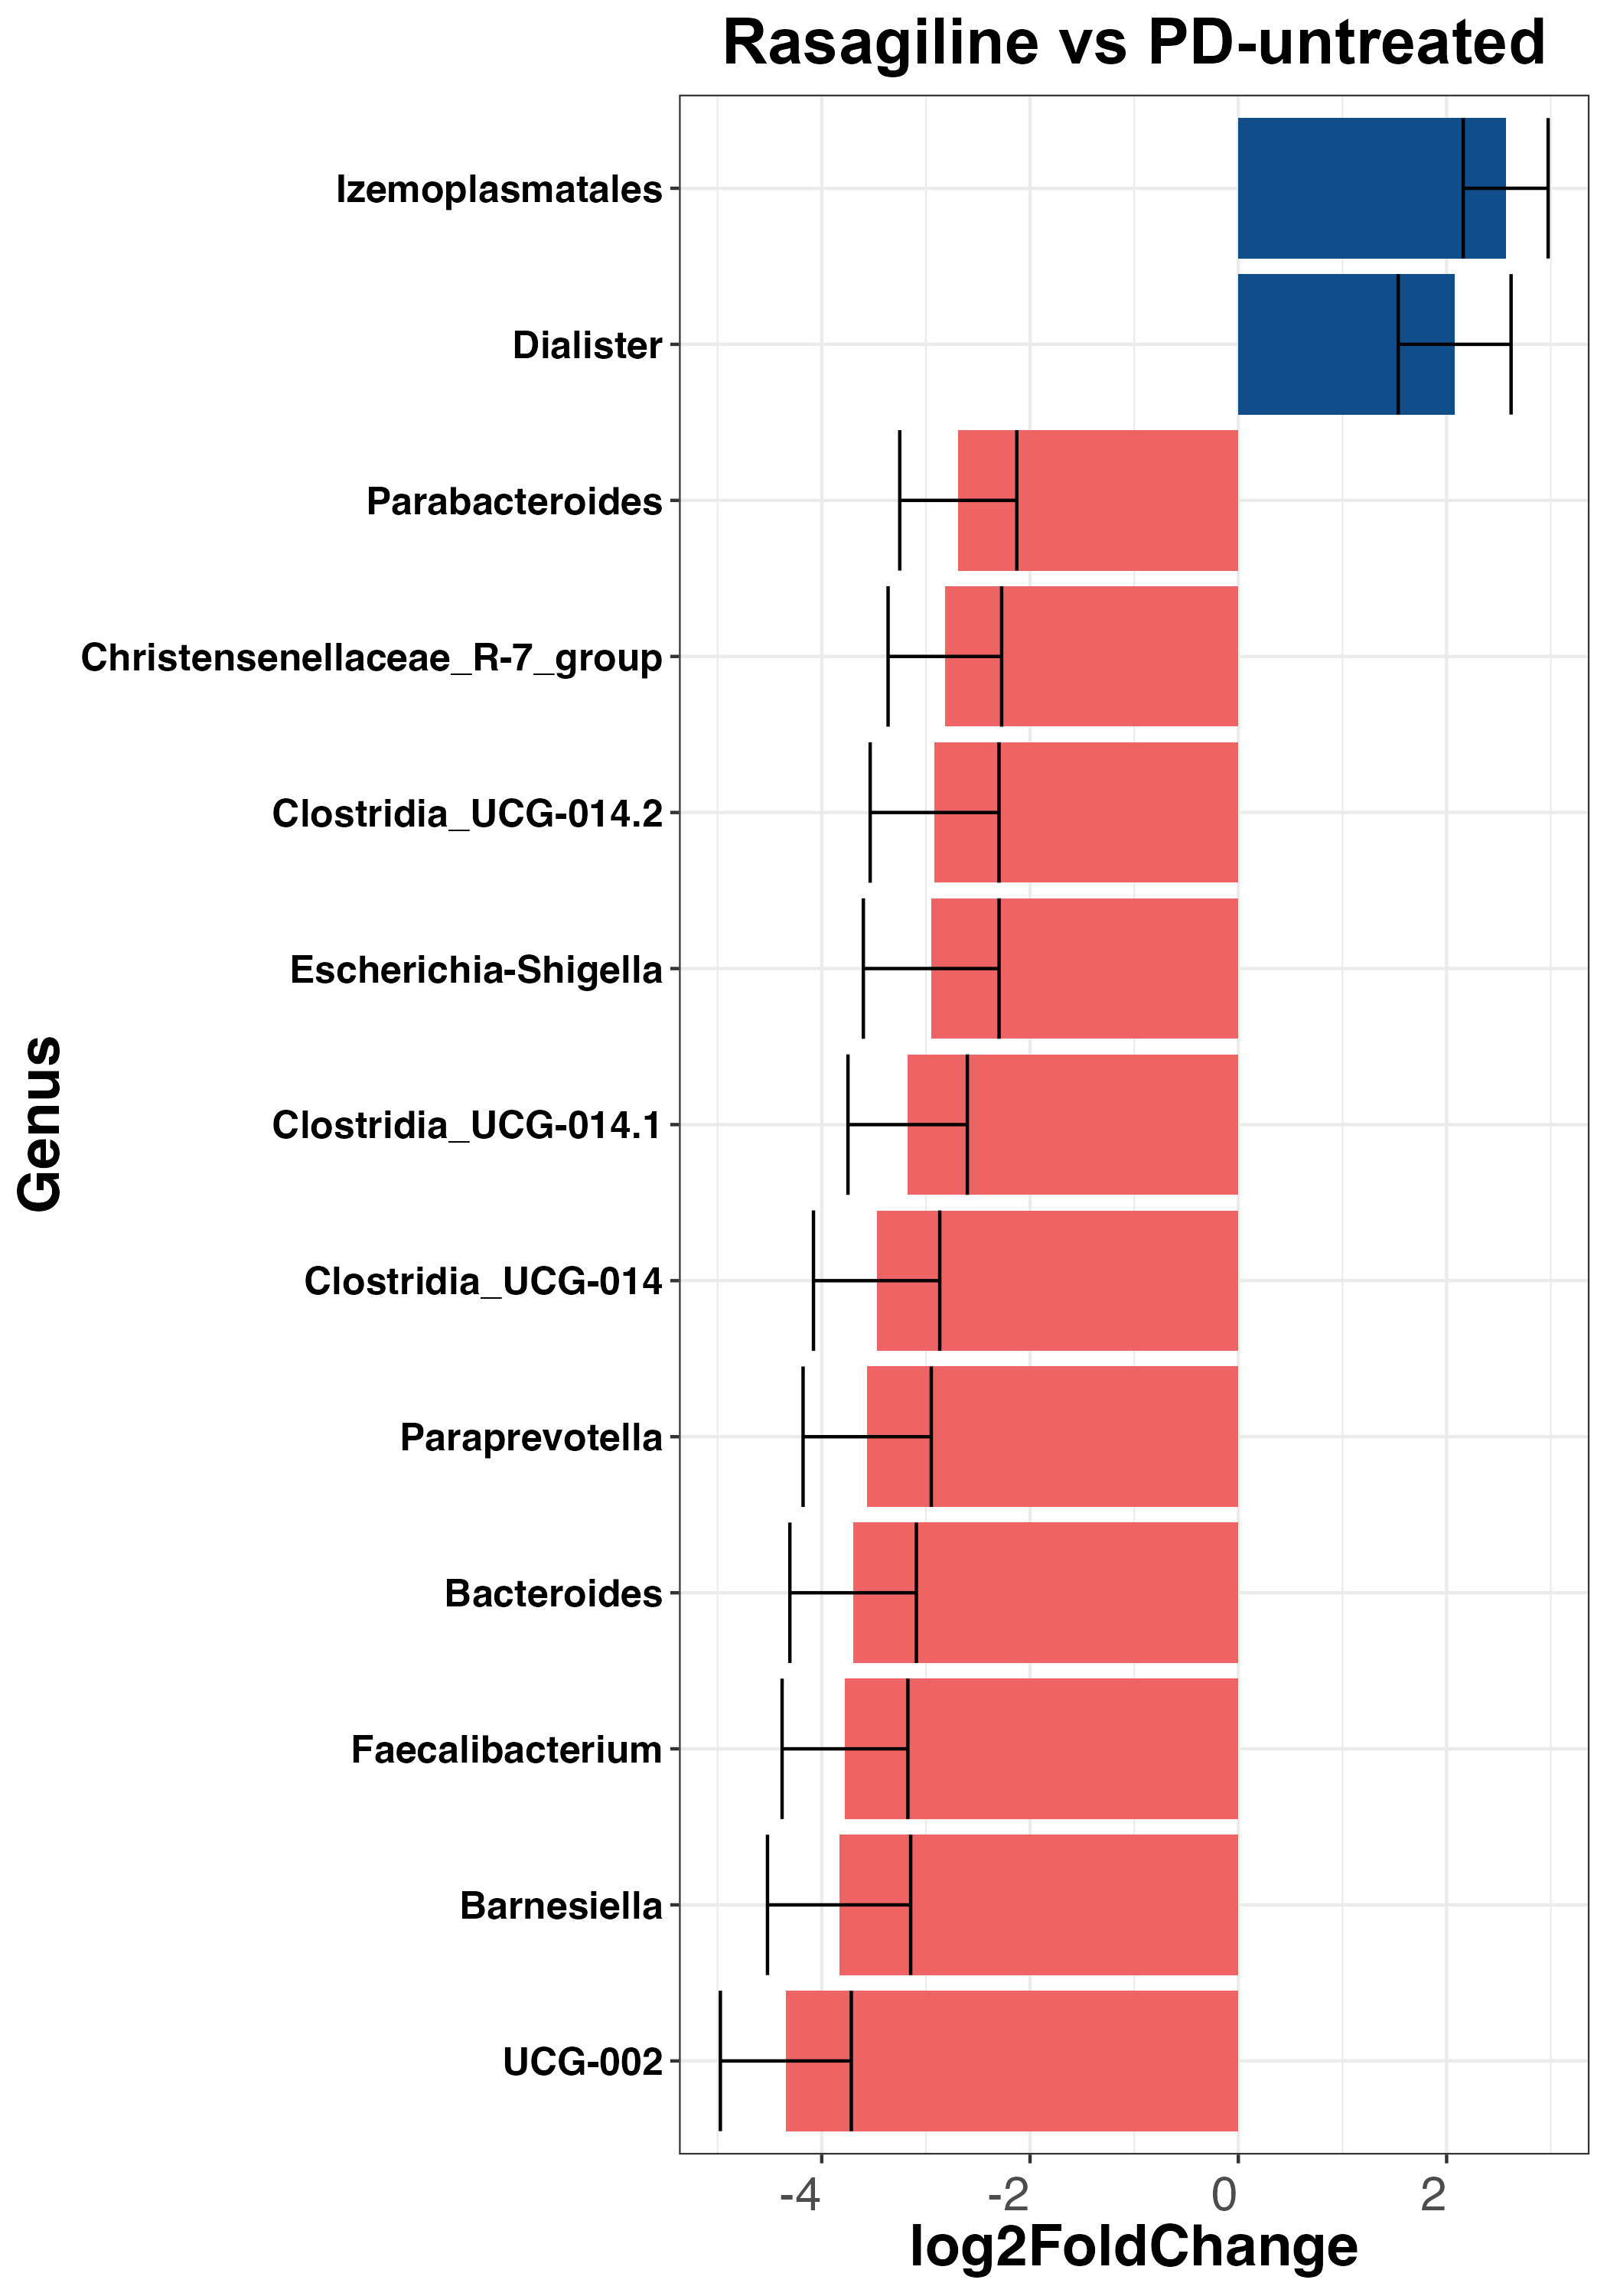 Rasagiline vs PD-untreated
Izemoplasmatales
Dialister
Parabacteroides
Christensenellaceae_R-7_group
Clostridia_UCG-014.2
Escherichia-Shigella
Clostridia_UCG-014.1
Clostridia_UCG-014
Paraprevotella
Bacteroides
Faecalibacterium
Barnesiella
UCG-002
Genus
-4 -2 0 2
log2FoldChange